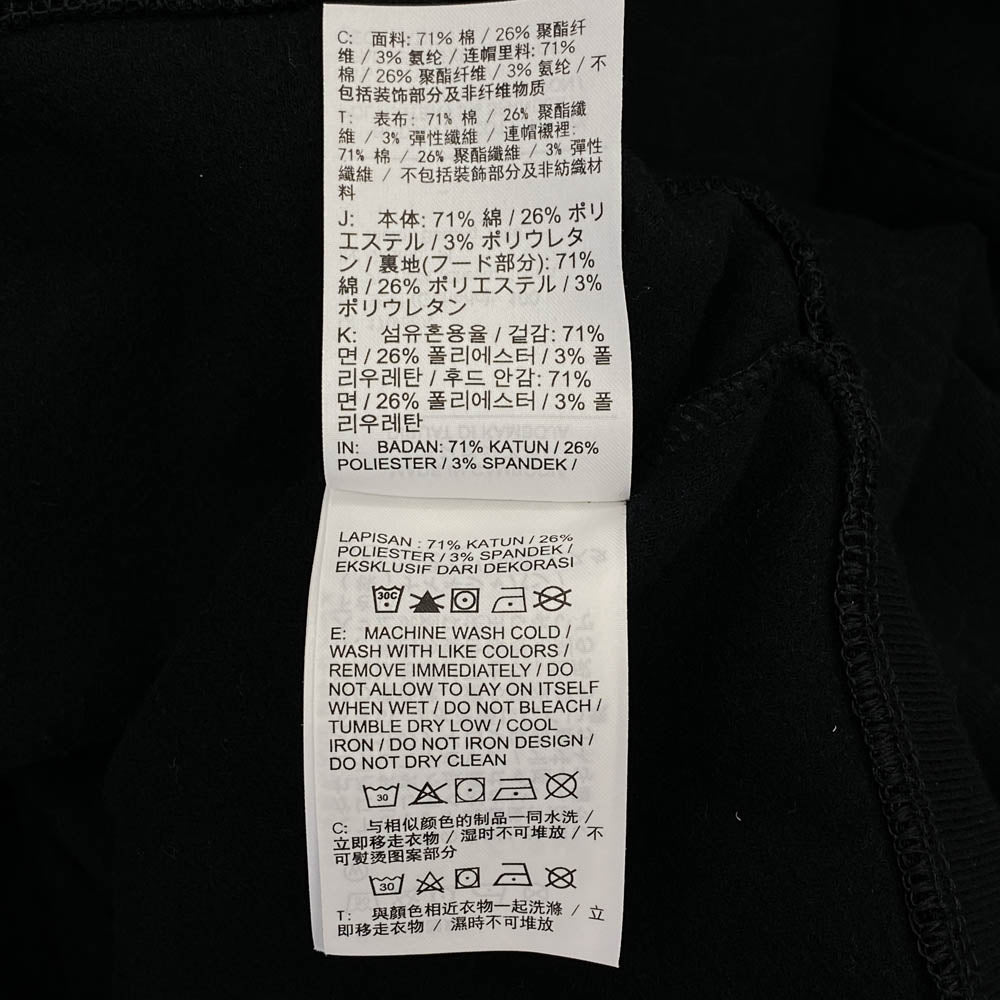 C: 面料: 71% 棉 / 26% 聚酯纤
维 / 3% 氨纶 / 连帽里料: 71%
棉 / 26% 聚酯纤维 / 3% 氨纶 / 不
包括装饰部分及非纤维物质
T: 表布: 71% 棉 / 26% 聚酯纖
維 / 3% 彈性纖維 / 連帽襯裡:
71% 棉 / 26% 聚酯纖維 / 3% 彈性
纖維 / 不包括裝飾部分及非紡織材
料
J: 本体: 71% 綿 / 26% ポリ
エステル / 3% ポリウレタ
ン / 裏地(フード部分): 71%
綿 / 26% ポリエステル / 3%
ポリウレタン
K: 섬유혼용율 / 겉감: 71%
면 / 26% 폴리에스터 / 3% 폴
리우레탄 / 후드 안감: 71%
면 / 26% 폴리에스터 / 3% 폴
리우레탄
IN: BADAN: 71% KATUN / 26%
POLIESTER / 3% SPANDEK /
LAPISAN : 71% KATUN / 26%
POLIESTER / 3% SPANDEK /
EKSKLUSIF DARI DEKORASI
30C
E: MACHINE WASH COLD /
WASH WITH LIKE COLORS /
REMOVE IMMEDIATELY / DO
NOT ALLOW TO LAY ON ITSELF
WHEN WET / DO NOT BLEACH /
TUMBLE DRY LOW / COOL
IRON / DO NOT IRON DESIGN /
DO NOT DRY CLEAN
30
C: 与相似颜色的制品一同水洗 /
立即移走衣物 / 湿时不可堆放 / 不
可熨烫图案部分
30
T: 與顏色相近衣物一起洗滌 / 立
即移走衣物 / 濕時不可堆放